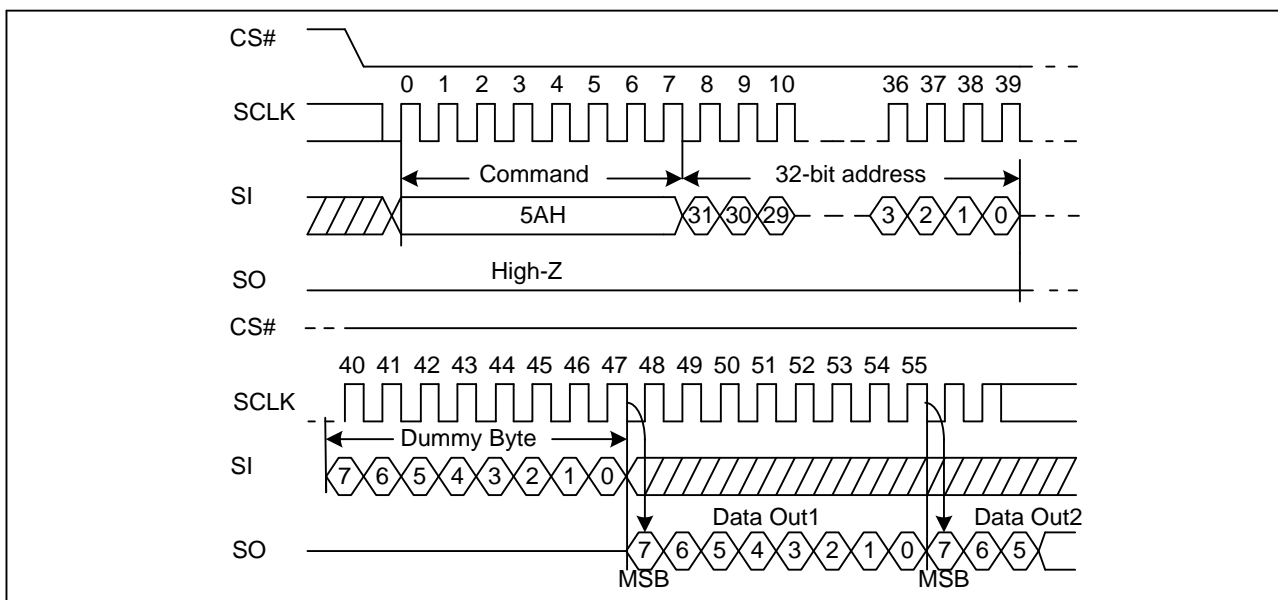 CS#
0 1 2 3 4 5 6 7 8 9 10 36 37 38 39
SCLK
Command 32-bit address
SI
5AH 31 30 29 3 2 1 0
High-Z
SO
CS#
40 41 42 43 44 45 46 47 48 49 50 51 52 53 54 55
SCLK
Dummy Byte
SI
7 6 5 4 3 2 1 0
Data Out1 Data Out2
SO
7 6 5 4 3 2 1 0 7 6 5
MSB MSB